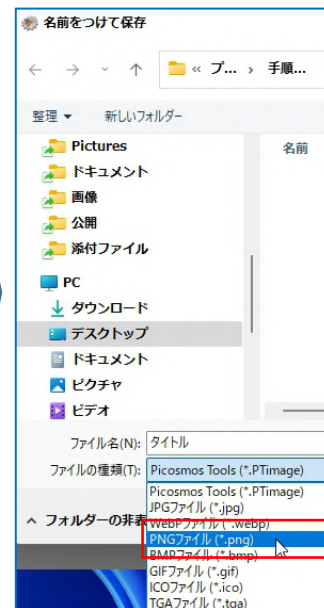 名前をつけて保存
« プ... › 手順...
整理 新しいフォルダー
Pictures
名前
ドキュメント
画像
公開
添付ファイル
PC
ダウンロード
デスクトップ
ドキュメント
ピクチャ
ビデオ
ファイル名(N): タイトル
ファイルの種類(T): Picosmos Tools (*.PTimage)
Picosmos Tools (*.PTimage)
JPGファイル (*.jpg)
WebPファイル (*.webp)
フォルダーの非表
PNGファイル (*.png)
BMPファイル (*.bmp)
GIFファイル (*.gif)
ICOファイル (*.ico)
TGAファイル (*.tga)